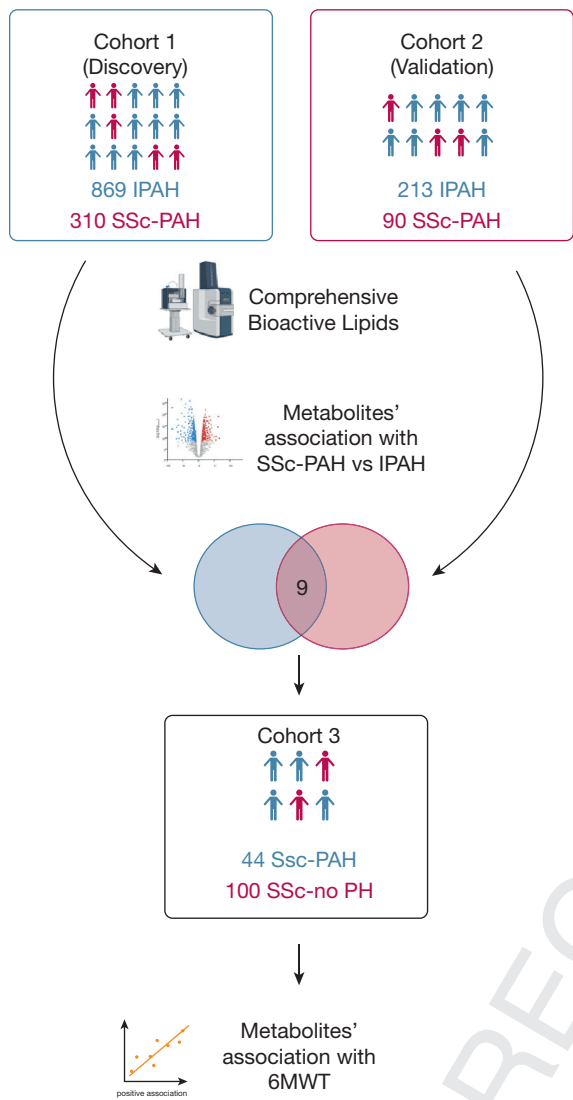 Cohort 1
(Discovery)
869 IPAH
310 SSc-PAH
Cohort 2
(Validation)
213 IPAH
90 SSc-PAH
Comprehensive
Bioactive Lipids
Metabolites'
association with
SSc-PAH vs IPAH
9
Cohort 3
44 Ssc-PAH
100 SSc-no PH
Metabolites'
association with
6MWT
positive association
REC